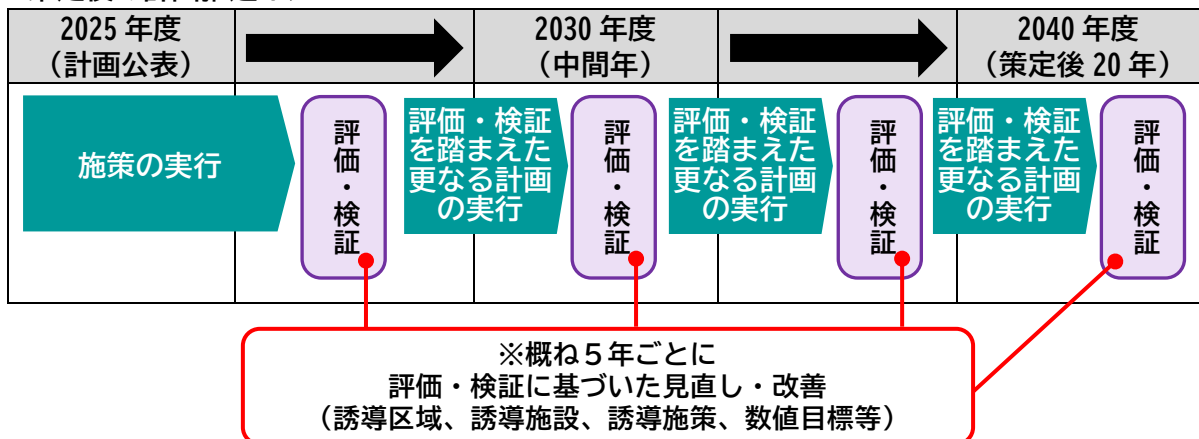 2025 年度
（計画公表）
2030 年度
（中間年）
2040 年度
（策定後 20 年）
施策の実行
評価・検証
評価・検証
を踏まえた
更なる計画
の実行
評価・検証
評価・検証
を踏まえた
更なる計画
の実行
評価・検証
評価・検証
を踏まえた
更なる計画
の実行
評価・検証
※概ね５年ごとに
評価・検証に基づいた見直し・改善
（誘導区域、誘導施設、誘導施策、数値目標等）